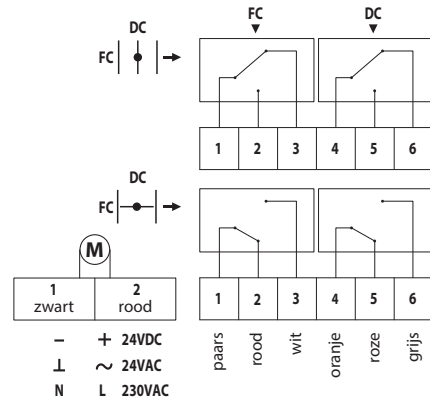 FC DC
DC
FC
1 2 3 4 5 6
DC
FC
M
1 2
zwart rood
1 2 3 4 5 6
paars rood wit oranje roze grijs
– + 24VDC
⊥ ~ 24VAC
N L 230VAC